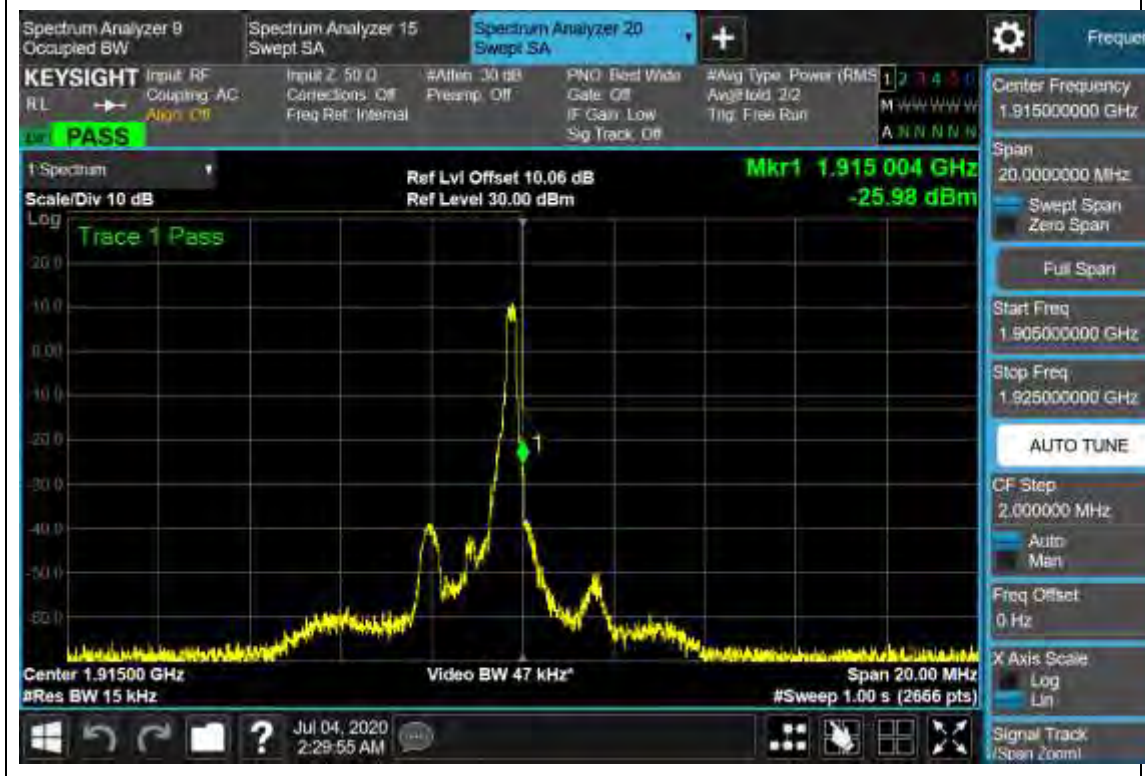 Spectrum Analyzer 9
Occupied BW
Spectrum Analyzer 15
Swept SA
Spectrum Analyzer 20
Swept SA
Frequen
KEYSIGHT
RL
PASS
Input: RF
Coupling: AC
Align: Off
Input Z: 50 Ω
Corrections: Off
Freq Ref: Internal
#Atten: 30 dB
Preamp: Off
PNO: Best Wide
Gate: Off
IF Gain: Low
Sig Track: Off
#Avg Type: Power (RMS
Avg|Hold: 2/2
Trig: Free Run
1 2 3 4 5 6
M W W W W W
A N N N N N
1 Spectrum
Scale/Div 10 dB
Ref Lvl Offset 10.06 dB
Ref Level 30.00 dBm
Mkr1 1.915 004 GHz
-25.98 dBm
Log
Trace 1 Pass
20.0
10.0
0.00
-10.0
-20.0
-30.0
-40.0
-50.0
-60.0
1
Center 1.91500 GHz
#Res BW 15 kHz
Video BW 47 kHz*
Span 20.00 MHz
#Sweep 1.00 s (2666 pts)
Center Frequency
1.915000000 GHz
Span
20.0000000 MHz
Swept Span
Zero Span
Full Span
Start Freq
1.905000000 GHz
Stop Freq
1.925000000 GHz
AUTO TUNE
CF Step
2.000000 MHz
Auto
Man
Freq Offset
0 Hz
X Axis Scale
Log
Lin
Signal Track
(Span Zoom)
?
Jul 04, 2020
2:29:55 AM